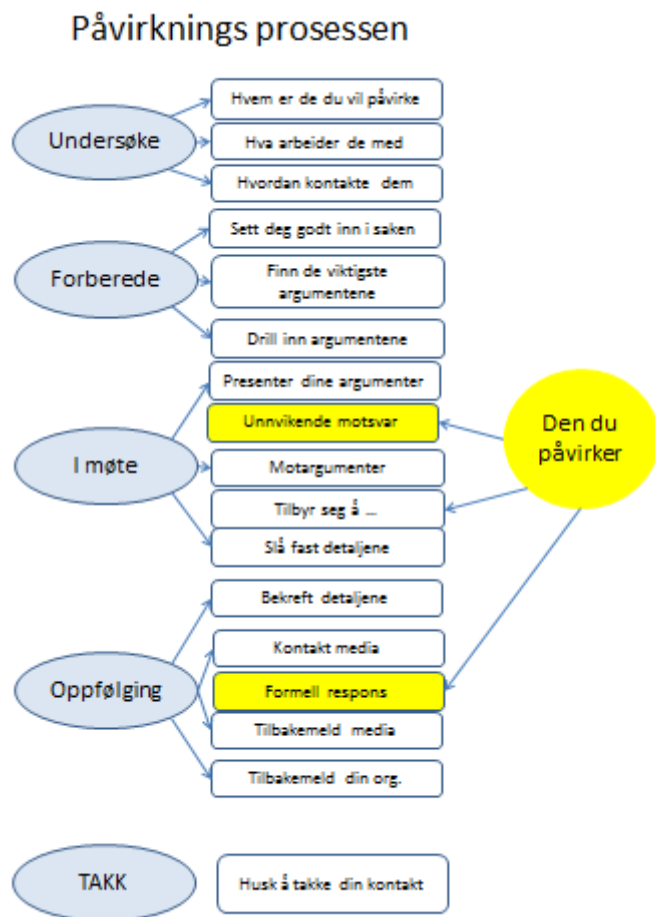 Påvirknings prosessen
Undersøke
Hvem er de du vil påvirke
Hva arbeider de med
Hvordan kontakte dem
Forberede
Sett deg godt inn i saken
Finn de viktigste
argumentene
Drill inn argumentene
I møte
Presenter dine argumenter
Unnvikende motsvar
Motargumenter
Tilbyr seg å ...
Slå fast detaljene
Den du
påvirker
Oppfølging
Bekreft detaljene
Kontakt media
Formell respons
Tilbakemeld media
Tilbakemeld din org.
TAKK
Husk å takke din kontakt